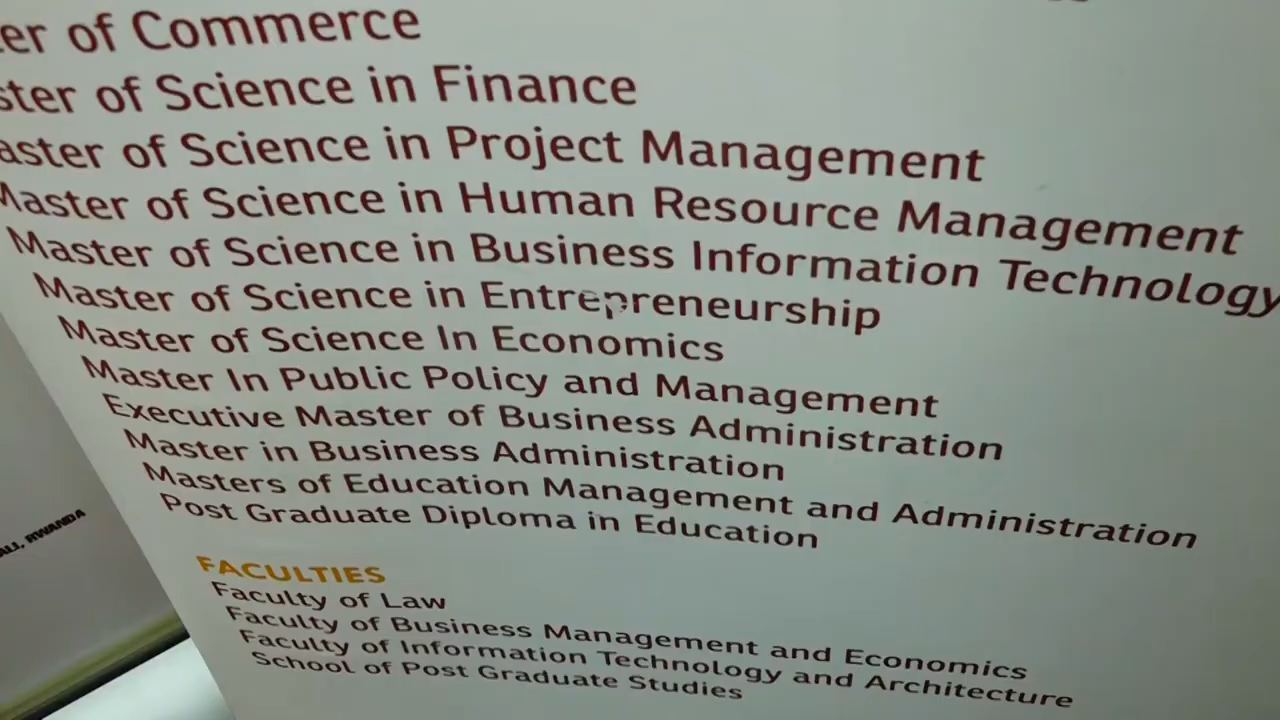 of Commerce
of Science in Finance
of Science in Project Management
Master of Science in Human Resource Management
Master of Science in Business Information Technology
Master of Science in Entrepreneurship
Master of Science In Economics
Master In Public Policy and Management
Executive Master of Business Administration
Master in Business Administration
Masters of Education Management and Administration
Post Graduate Diploma in Education
RWANDA
FACULTIES
Faculty of Law
Faculty of Business Management and Economics
Faculty of Information Technology and Architecture
School of Post Graduate Studies